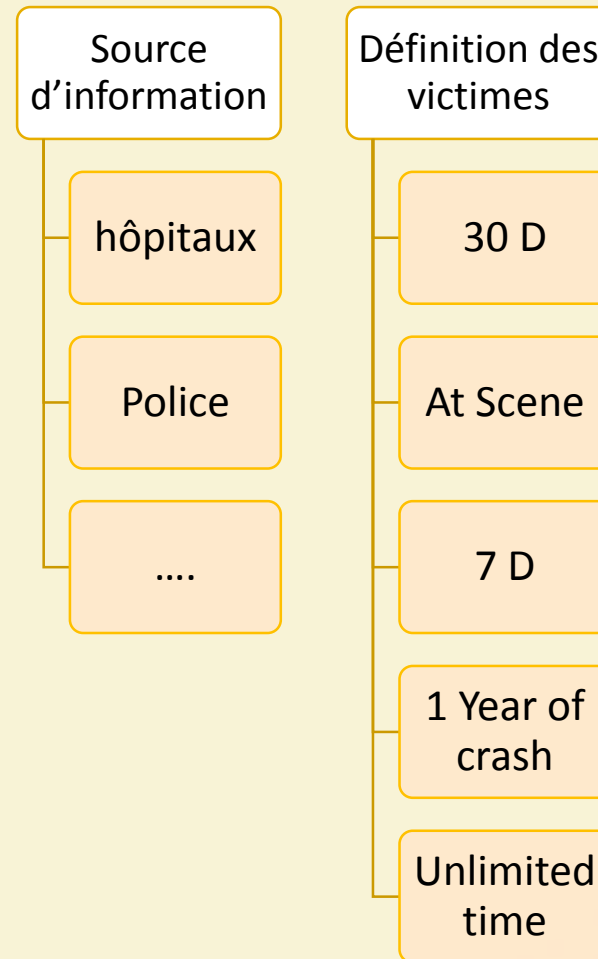 Source
d’information
hôpitaux
Police
….
Définition des
victimes
30 D
At Scene
7 D
1 Year of
crash
Unlimited
time